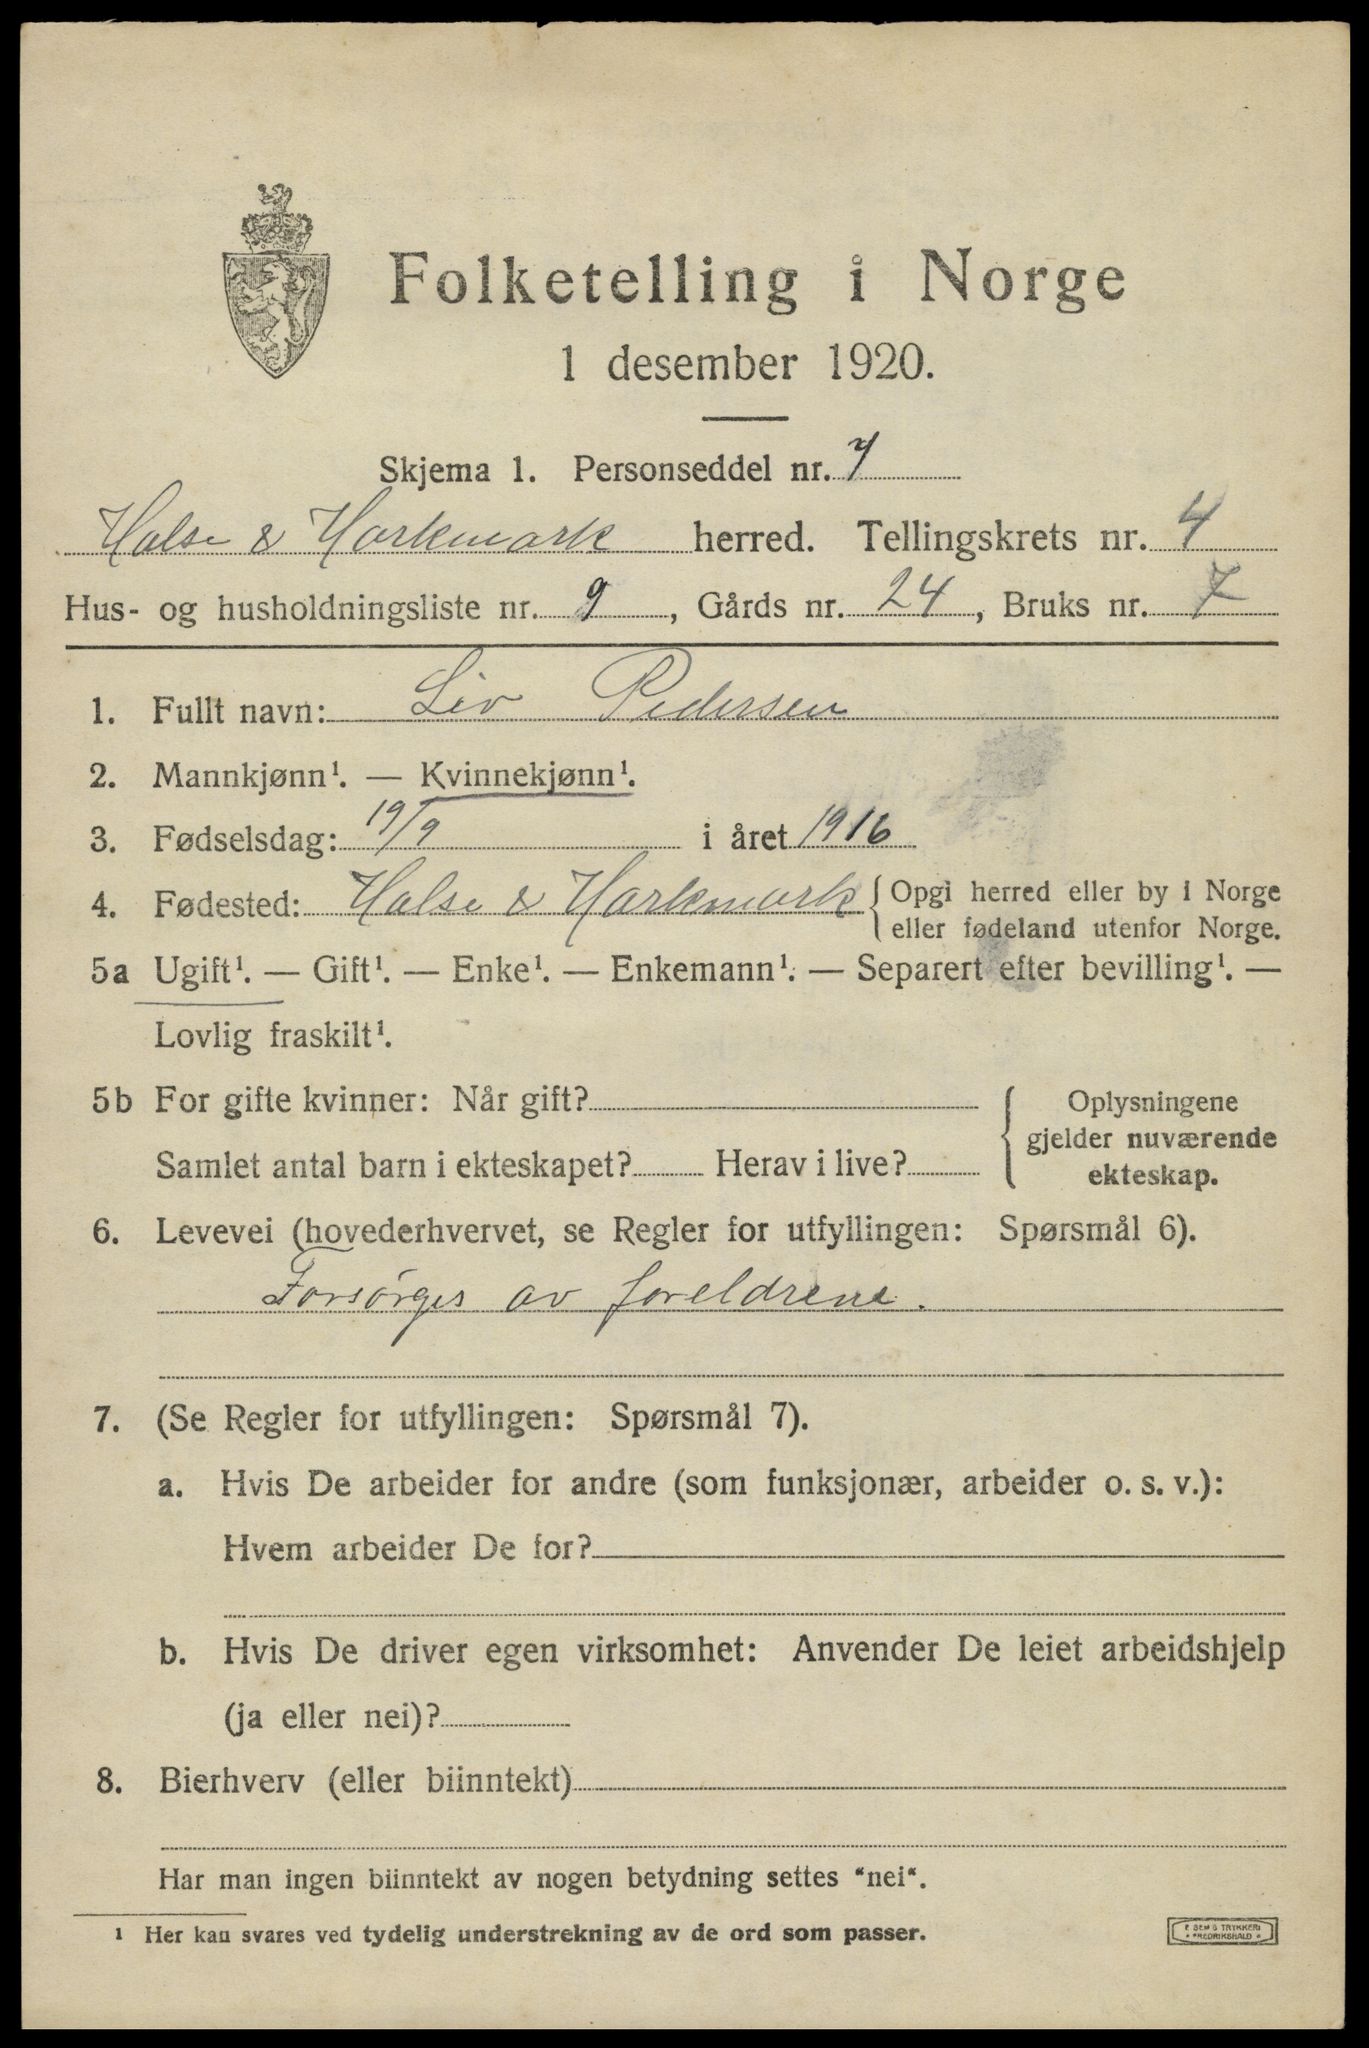 Folketelling i Norge
1 desember 1920.
Skjema 1. Personseddel nr. 7
Halse & Harkmark herred. Tellingskrets nr. 4
Hus- og husholdningsliste nr. 9, Gårds nr. 24, Bruks nr. 7
1. Fullt navn: Liv Pedersen
2. Mannkjønn¹. — Kvinnekjønn¹.
3. Fødselsdag: 19/9 i året 1916
4. Fødested: Halse & Harkmark { Opgi herred eller by i Norge
eller fødeland utenfor Norge.
5a Ugift¹. — Gift¹. — Enke¹. — Enkemann¹. — Separert efter bevilling¹. —
Lovlig fraskilt¹.
5b For gifte kvinner: Når gift?
Samlet antal barn i ekteskapet? Herav i live?
Oplysningene
gjelder nuværende
ekteskap.
6. Levevei (hovederhvervet, se Regler for utfyllingen: Spørsmål 6).
Forsørges av foreldrene.
7. (Se Regler for utfyllingen: Spørsmål 7).
a. Hvis De arbeider for andre (som funksjonær, arbeider o. s. v.):
Hvem arbeider De for?
b. Hvis De driver egen virksomhet: Anvender De leiet arbeidshjelp
(ja eller nei)?
8. Bierhverv (eller biinntekt)
Har man ingen biinntekt av nogen betydning settes "nei".
¹ Her kan svares ved tydelig understrekning av de ord som passer.
E SEM S TRYKKERI
* FREDRIKSHALD *